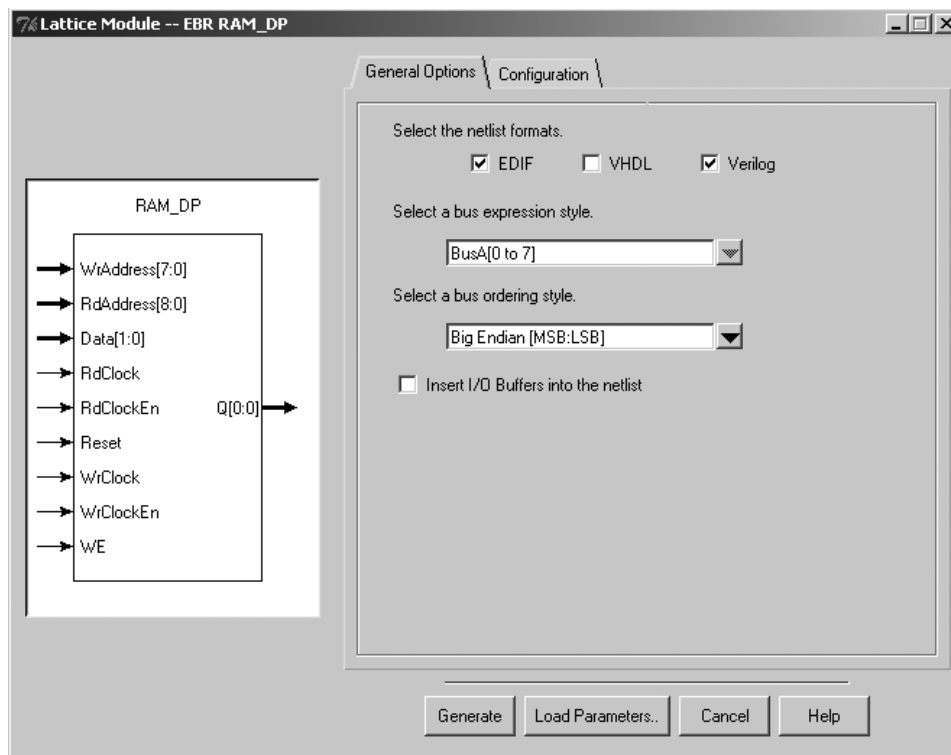 Lattice Module -- EBR RAM_DP
General Options
Configuration
Select the netlist formats.
EDIF
VHDL
Verilog
Select a bus expression style.
BusA[0 to 7]
Select a bus ordering style.
Big Endian [MSB:LSB]
Insert I/O Buffers into the netlist
RAM_DP
WrAddress[7:0]
RdAddress[8:0]
Data[1:0]
RdClock
RdClockEn
Q[0:0]
Reset
WrClock
WrClockEn
WE
Generate
Load Parameters..
Cancel
Help